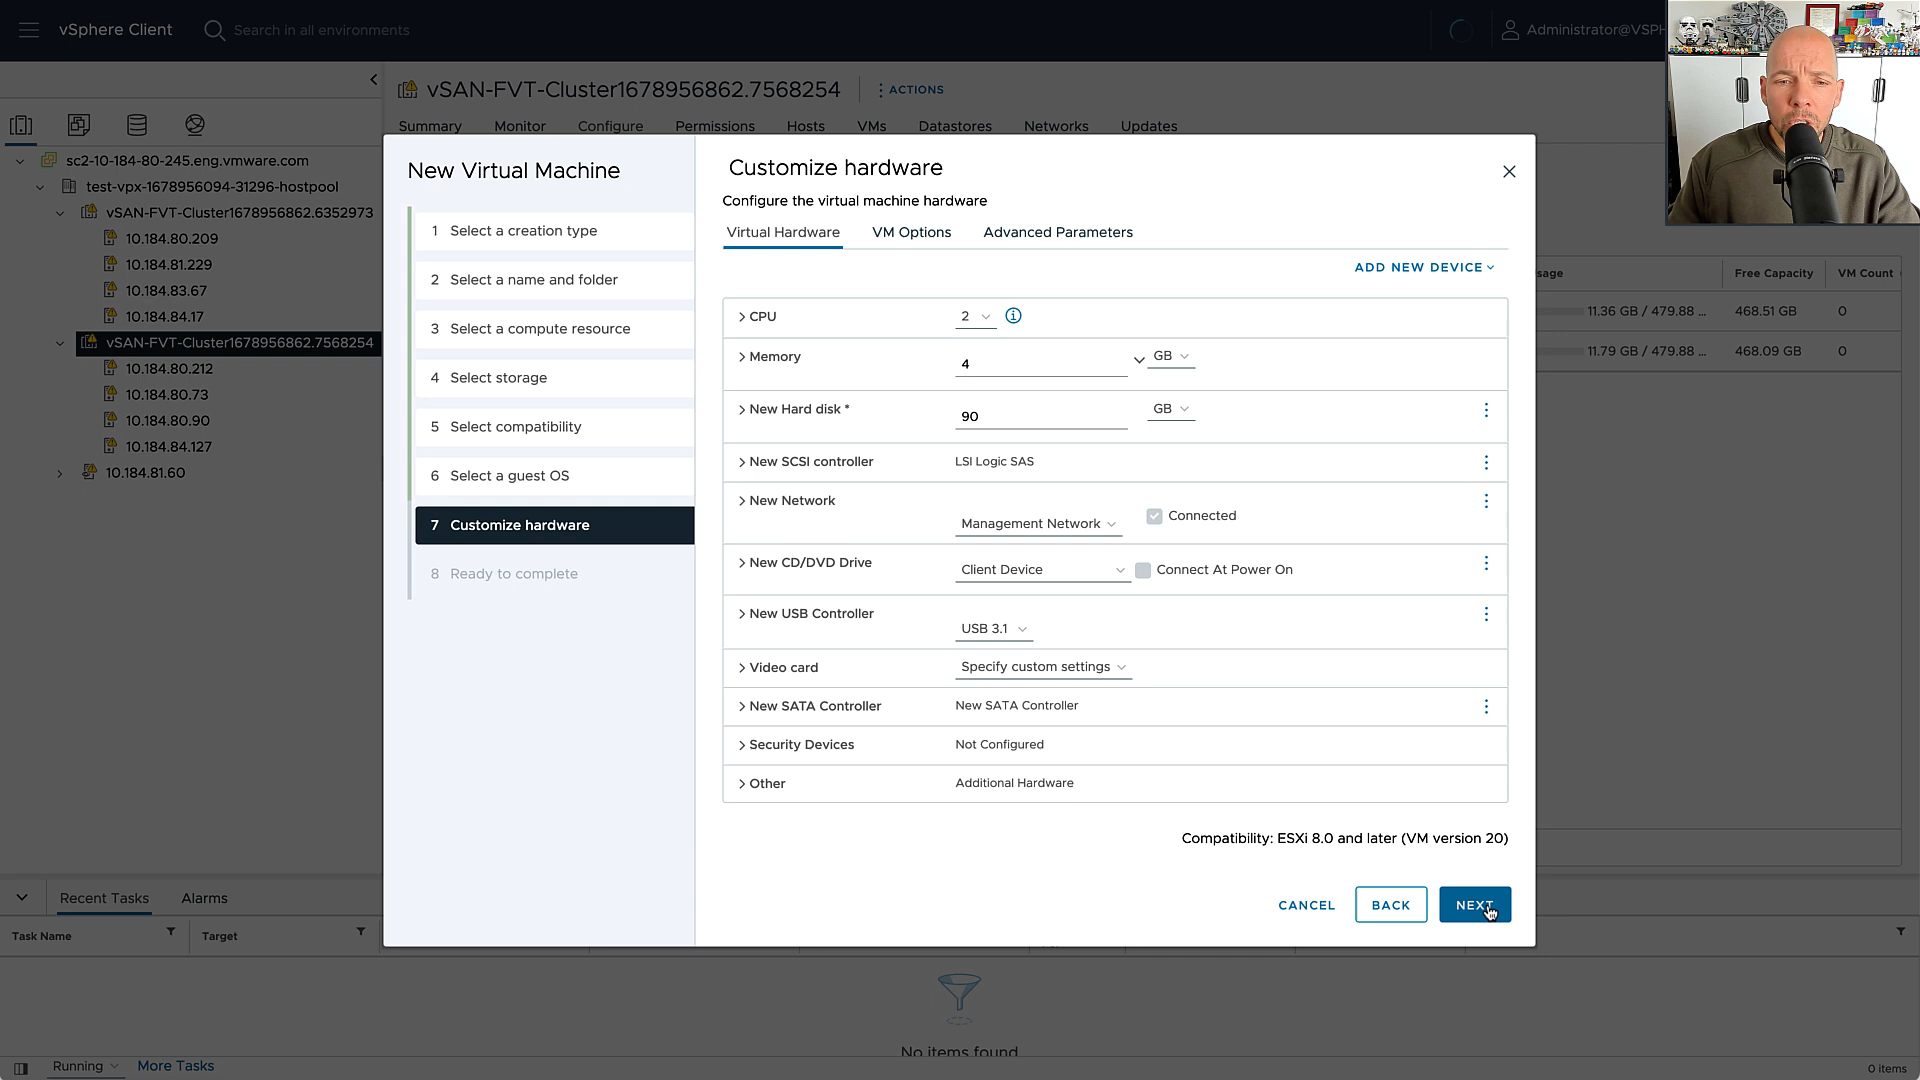 vSphere Client
Search in all environments
Administrator@VSPH
vSAN-FVT-Cluster1678956862.7568254
ACTIONS
Summary Monitor Configure Permissions Hosts VMs Datastores Networks Updates
sc2-10-184-80-245.eng.vmware.com
test-vpx-1678956094-31296-hostpool
vSAN-FVT-Cluster1678956862.6352973
10.184.80.209
10.184.81.229
10.184.83.67
10.184.84.17
vSAN-FVT-Cluster1678956862.7568254
10.184.80.212
10.184.80.73
10.184.80.90
10.184.84.127
10.184.81.60
New Virtual Machine
1 Select a creation type
2 Select a name and folder
3 Select a compute resource
4 Select storage
5 Select compatibility
6 Select a guest OS
7 Customize hardware
8 Ready to complete
Customize hardware
Configure the virtual machine hardware
Virtual Hardware VM Options Advanced Parameters
ADD NEW DEVICE
CPU 2
Memory 4 GB
New Hard disk * 90 GB
New SCSI controller LSI Logic SAS
New Network Management Network Connected
New CD/DVD Drive Client Device Connect At Power On
New USB Controller USB 3.1
Video card Specify custom settings
New SATA Controller New SATA Controller
Security Devices Not Configured
Other Additional Hardware
Compatibility: ESXi 8.0 and later (VM version 20)
CANCEL BACK NEXT
sage Free Capacity VM Count
11.36 GB / 479.88 ... 468.51 GB 0
11.79 GB / 479.88 ... 468.09 GB 0
Recent Tasks Alarms
Task Name Target
No items found
Running More Tasks
0 items